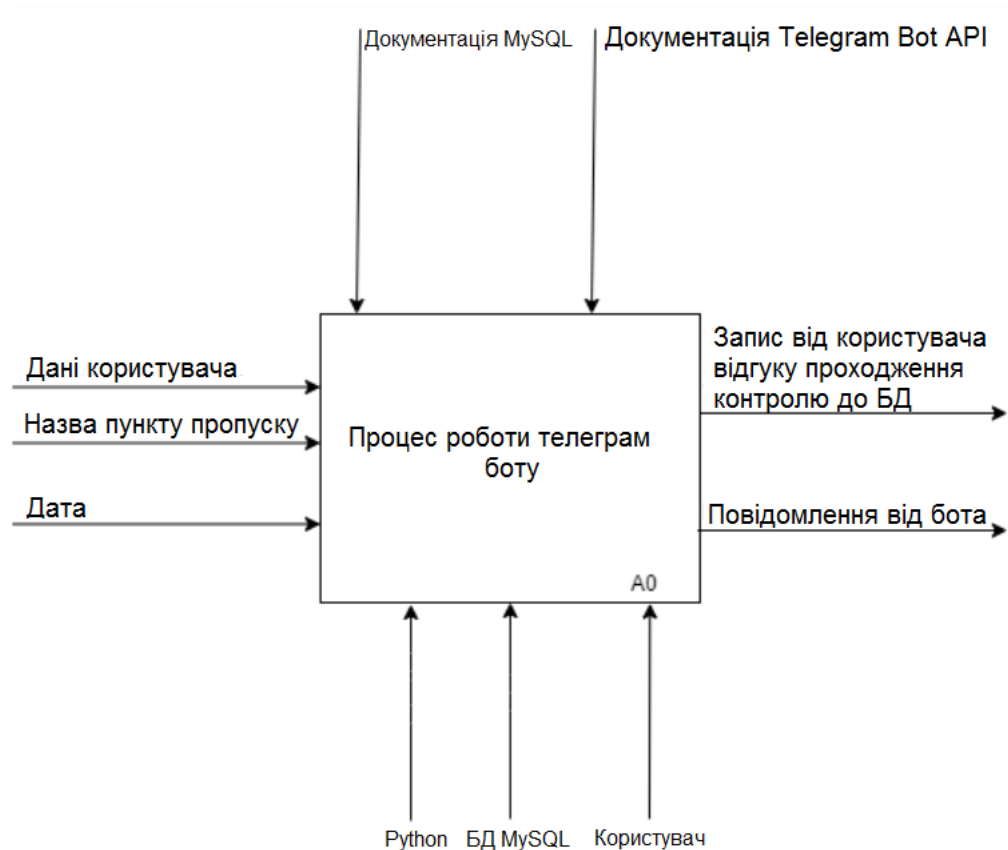 Документація MySQL
Документація Telegram Bot API
Дані користувача
Назва пункту пропуску
Дата
Процес роботи телеграм
боту
A0
Запис від користувача
відгуку проходження
контролю до БД
Повідомлення від бота
Python
БД MySQL
Користувач